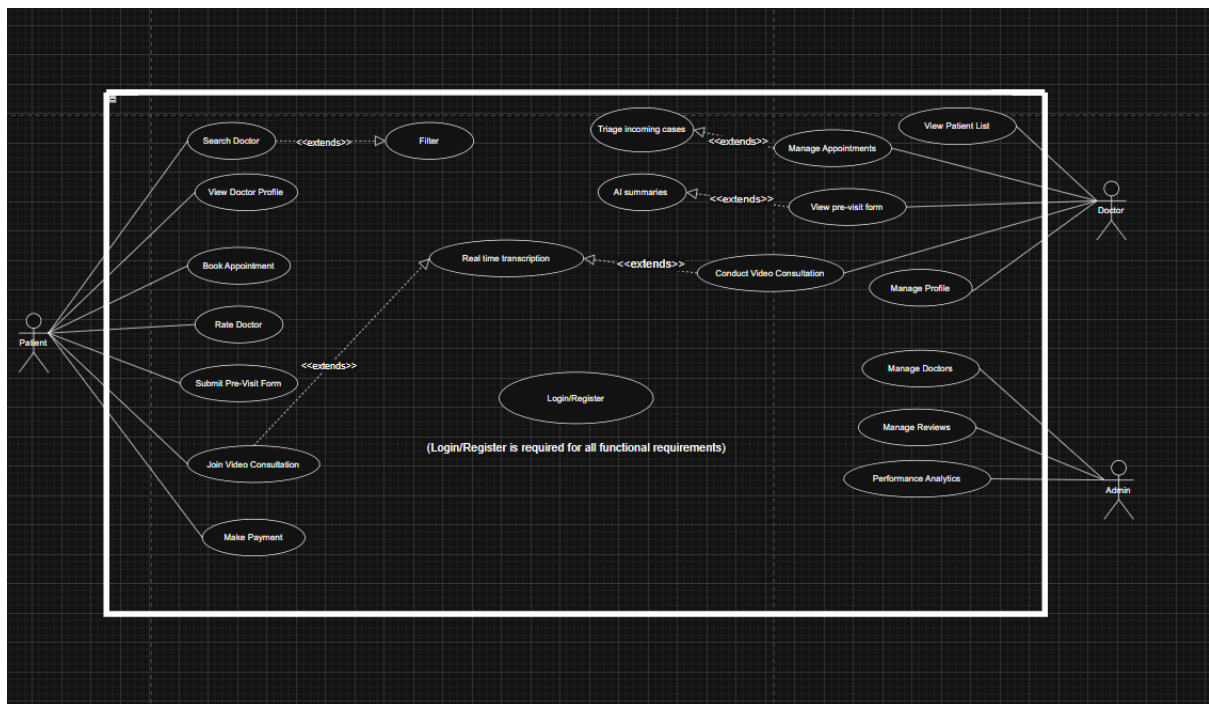 Search Doctor
<<extends>>
Filter
Triage incoming cases
<<extends>>
Manage Appointments
View Patient List
View Doctor Profile
AI summaries
<<extends>>
View pre-visit form
Doctor
Book Appointment
Real time transcription
<<extends>>
Conduct Video Consultation
Manage Profile
Rate Doctor
Patient
<<extends>>
Submit Pre-Visit Form
Login/Register
(Login/Register is required for all functional requirements)
Manage Doctors
Manage Reviews
Join Video Consultation
Performance Analytics
Admin
Make Payment